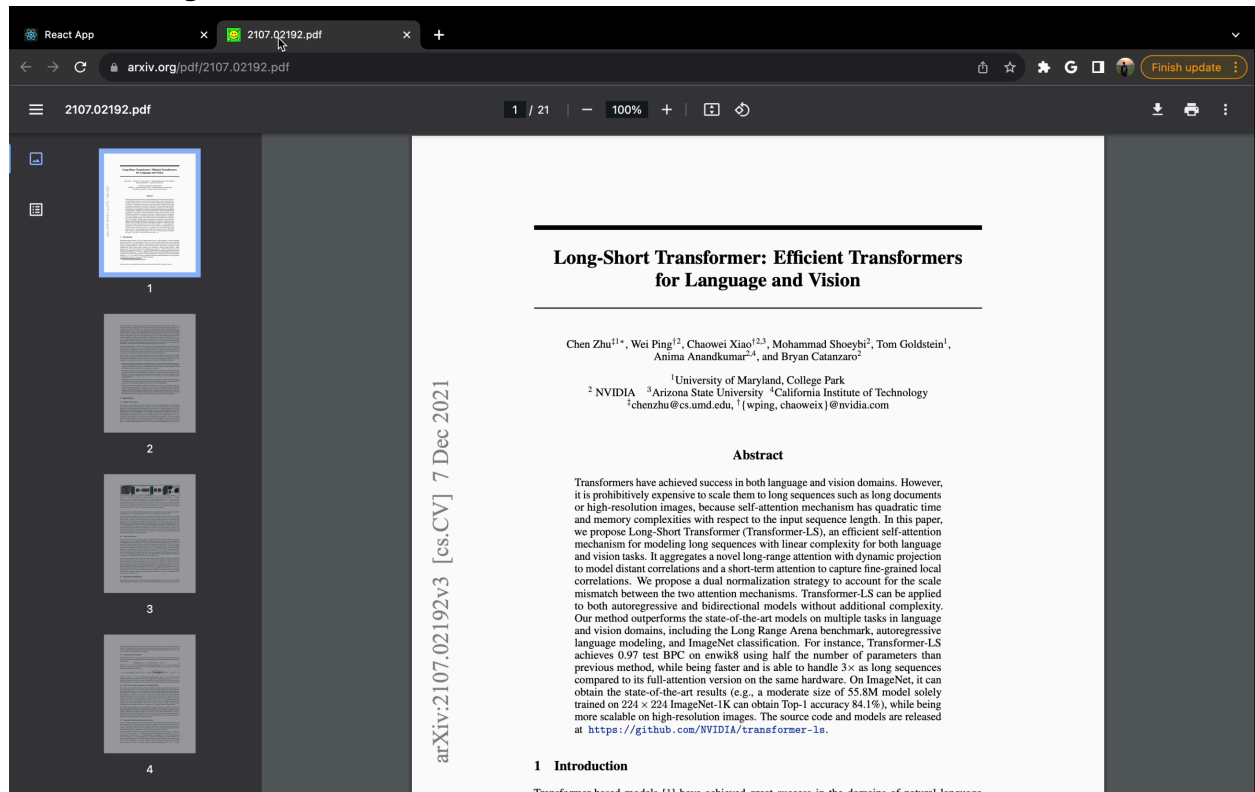 React App
2107.02192.pdf
arxiv.org/pdf/2107.02192.pdf
Finish update
2107.02192.pdf
1 / 21
100%
1
2
3
4
Long-Short Transformer: Efficient Transformers
for Language and Vision
Chen Zhu‡1*, Wei Ping†2, Chaowei Xiao†2,3, Mohammad Shoeybi2, Tom Goldstein1,
Anima Anandkumar2,4, and Bryan Catanzaro2
1University of Maryland, College Park
2 NVIDIA 3Arizona State University 4California Institute of Technology
‡chenzhu@cs.umd.edu, †{wping, chaoweix}@nvidia.com
arXiv:2107.02192v3 [cs.CV] 7 Dec 2021
Abstract
Transformers have achieved success in both language and vision domains. However,
it is prohibitively expensive to scale them to long sequences such as long documents
or high-resolution images, because self-attention mechanism has quadratic time
and memory complexities with respect to the input sequence length. In this paper,
we propose Long-Short Transformer (Transformer-LS), an efficient self-attention
mechanism for modeling long sequences with linear complexity for both language
and vision tasks. It aggregates a novel long-range attention with dynamic projection
to model distant correlations and a short-term attention to capture fine-grained local
correlations. We propose a dual normalization strategy to account for the scale
mismatch between the two attention mechanisms. Transformer-LS can be applied
to both autoregressive and bidirectional models without additional complexity.
Our method outperforms the state-of-the-art models on multiple tasks in language
and vision domains, including the Long Range Arena benchmark, autoregressive
language modeling, and ImageNet classification. For instance, Transformer-LS
achieves 0.97 test BPC on enwik8 using half the number of parameters than
previous method, while being faster and is able to handle 3× as long sequences
compared to its full-attention version on the same hardware. On ImageNet, it can
obtain the state-of-the-art results (e.g., a moderate size of 55.8M model solely
trained on 224 × 224 ImageNet-1K can obtain Top-1 accuracy 84.1%), while being
more scalable on high-resolution images. The source code and models are released
at https://github.com/NVIDIA/transformer-ls.
1 Introduction